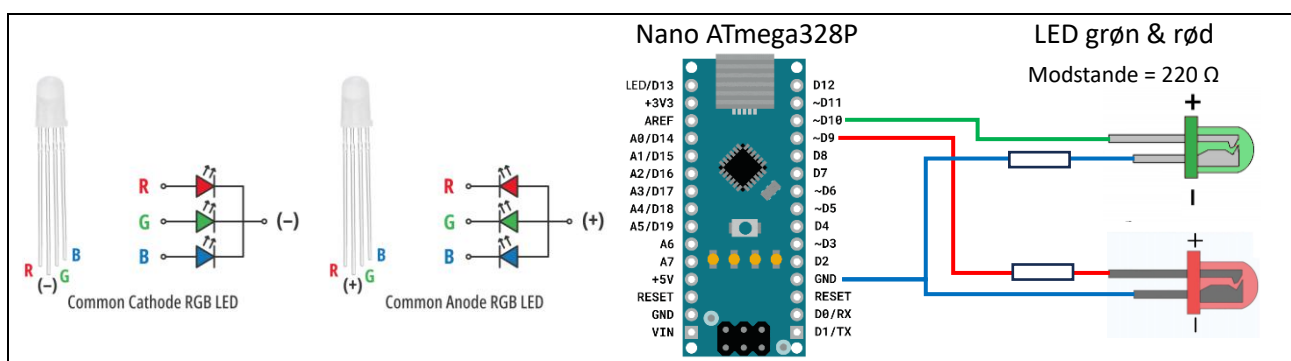 Nano ATmega328P
LED grøn & rød
Modstande = 220 Ω
R
G
B
(–)
R
(–)
G
B
Common Cathode RGB LED
R
G
B
(+)
R
(+)
G
B
Common Anode RGB LED
LED/D13
+3V3
AREF
A0/D14
A1/D15
A2/D16
A3/D17
A4/D18
A5/D19
A6
A7
+5V
RESET
GND
VIN
D12
~D11
~D10
~D9
D8
D7
~D6
~D5
D4
~D3
D2
GND
RESET
D0/RX
D1/TX
+
–
+
–